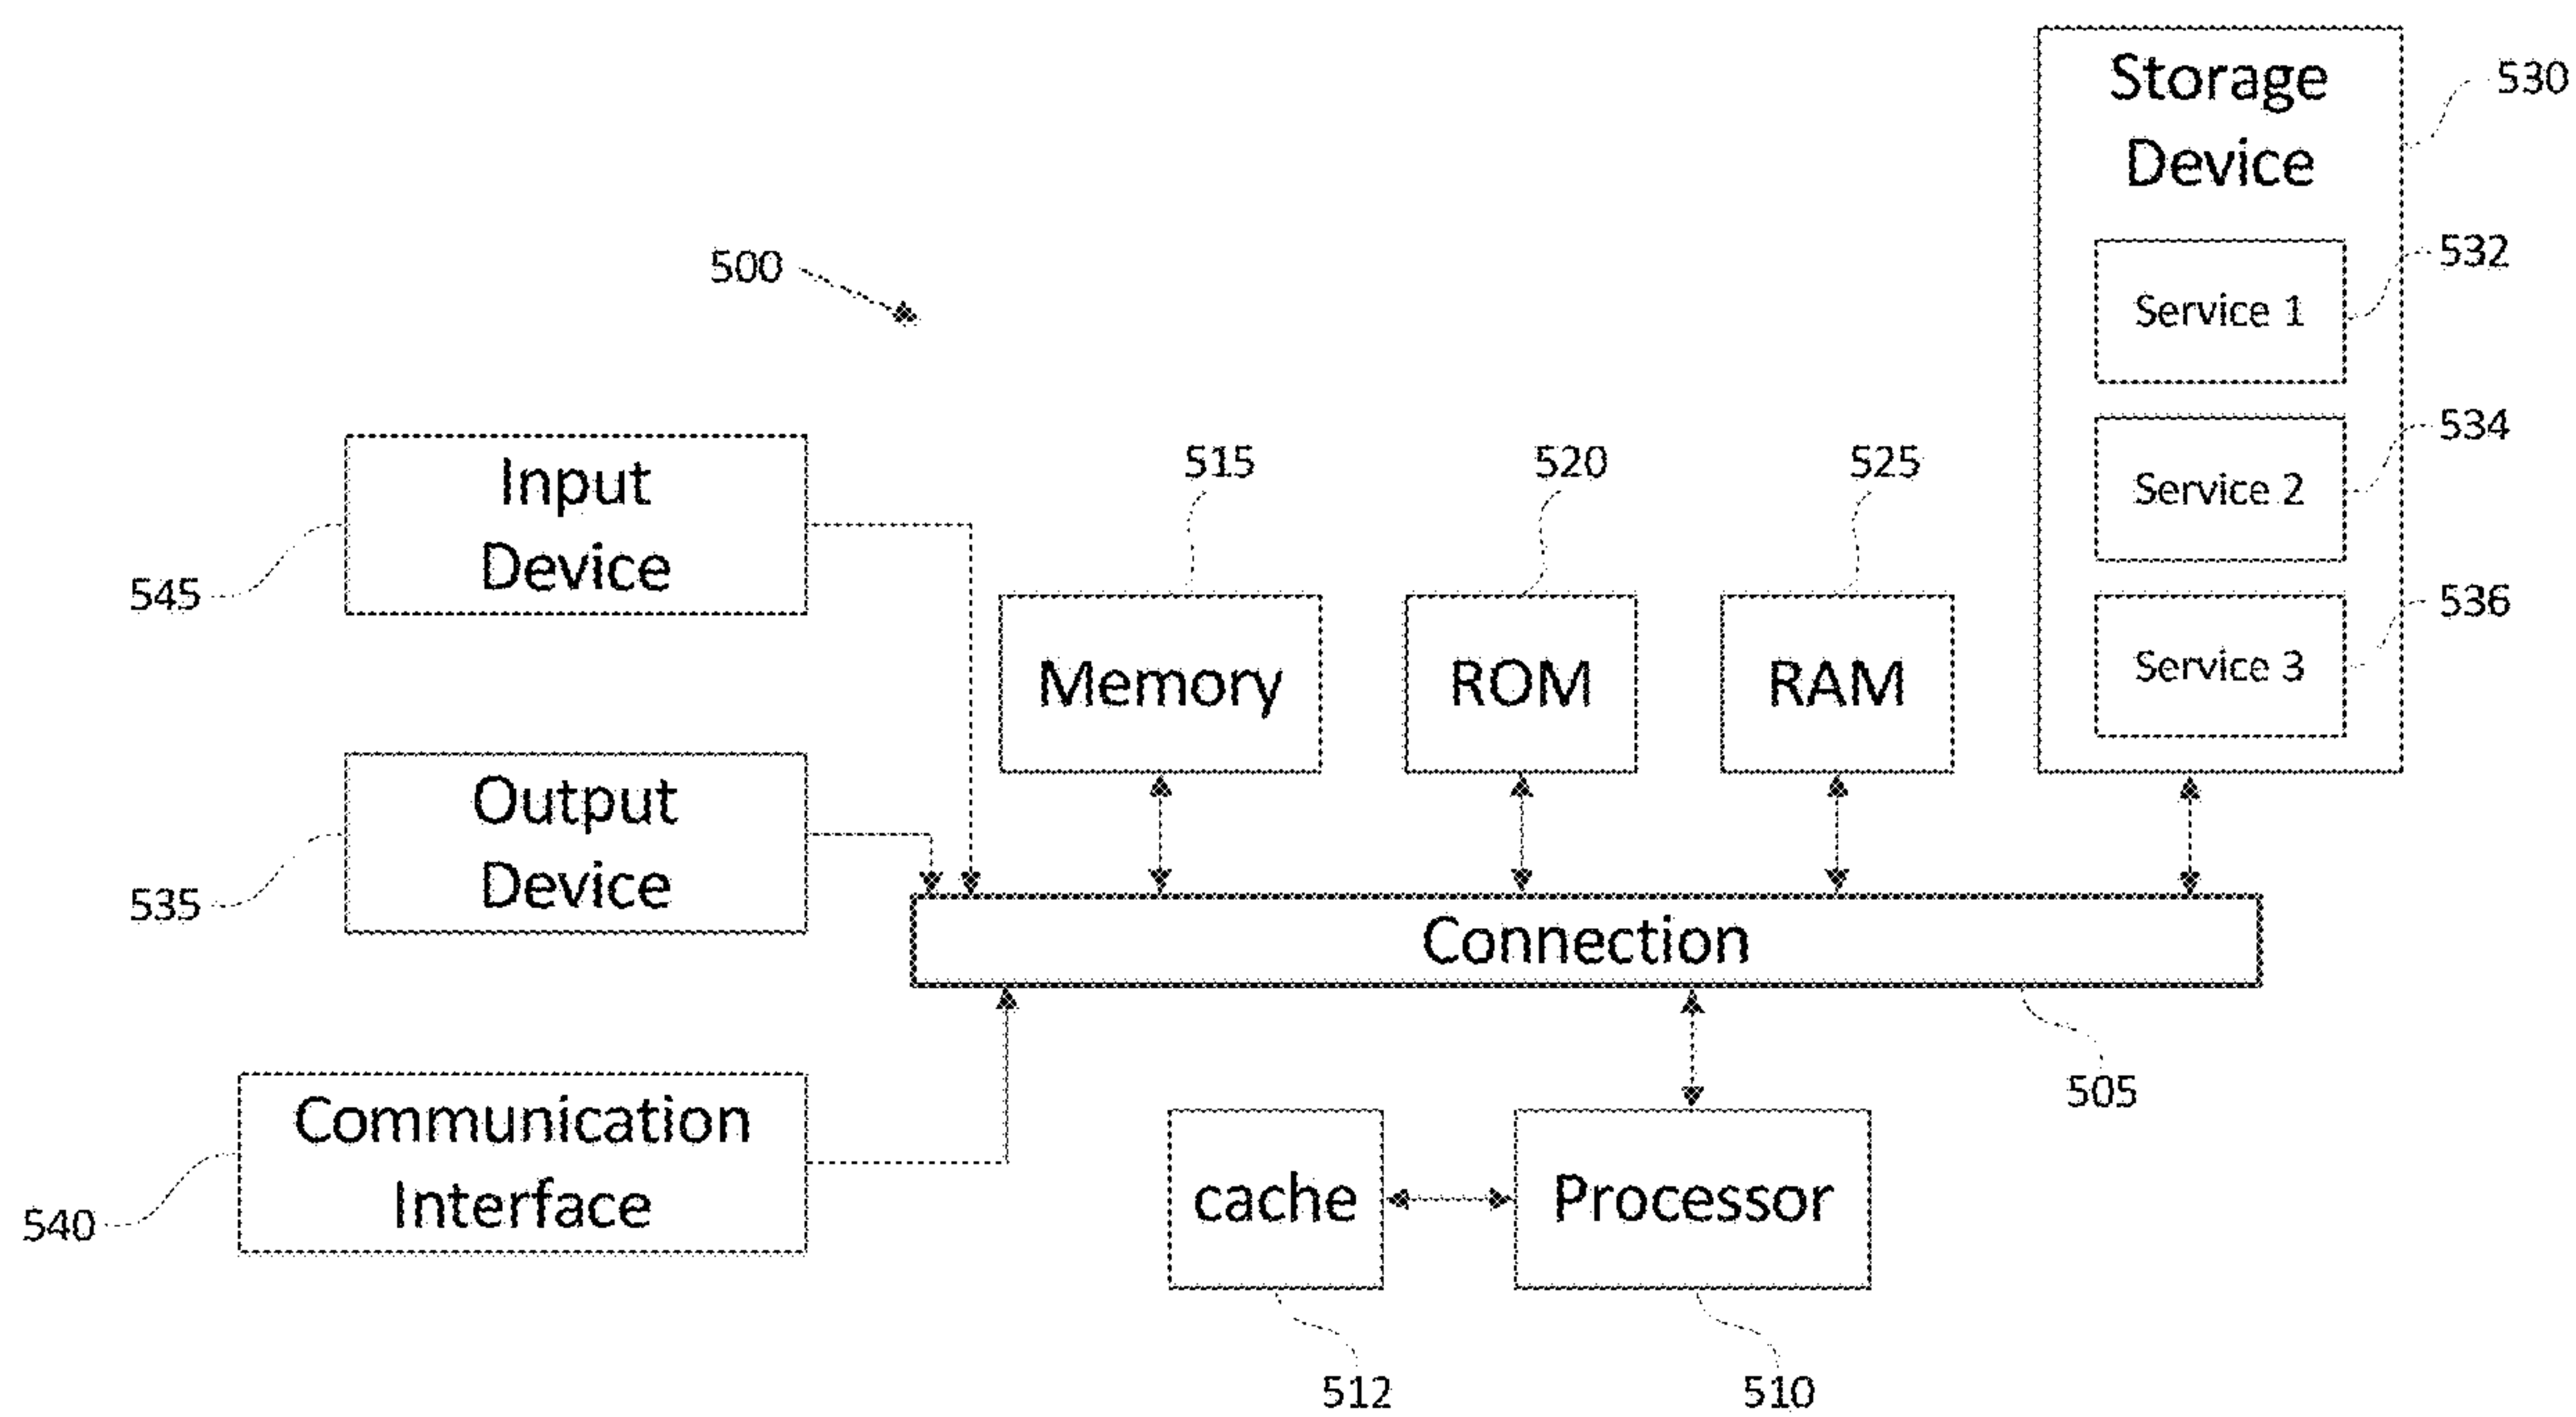 Storage
Device
530
532
500
Service 1
534
Input
Device
515
520
525
Service 2
545
536
Memory
ROM
RAM
Service 3
Output
Device
535
Connection
Communication
Interface
505
540
cache
Processor
512
510